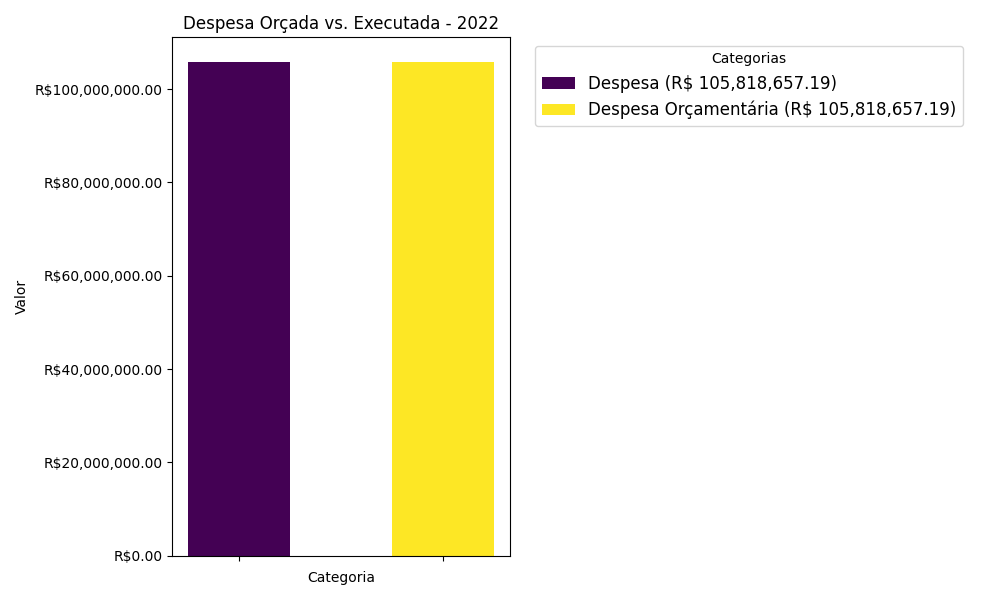 Despesa Orçada vs. Executada - 2022
Valor
R$100,000,000.00
R$80,000,000.00
R$60,000,000.00
R$40,000,000.00
R$20,000,000.00
R$0.00
Categoria
Categorias
Despesa (R$ 105,818,657.19)
Despesa Orçamentária (R$ 105,818,657.19)